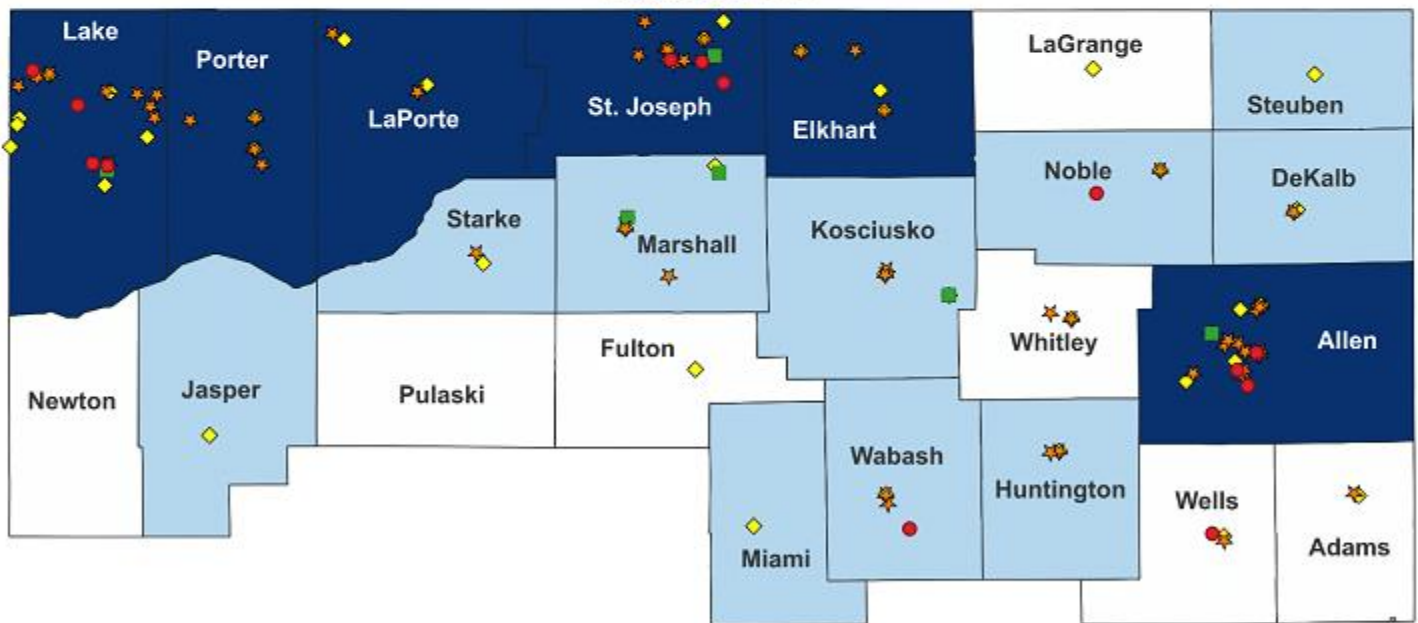 Lake
Porter
LaPorte
St. Joseph
Elkhart
LaGrange
Steuben
Noble
DeKalb
Starke
Marshall
Kosciusko
Whitley
Allen
Newton
Jasper
Pulaski
Fulton
Miami
Wabash
Huntington
Wells
Adams